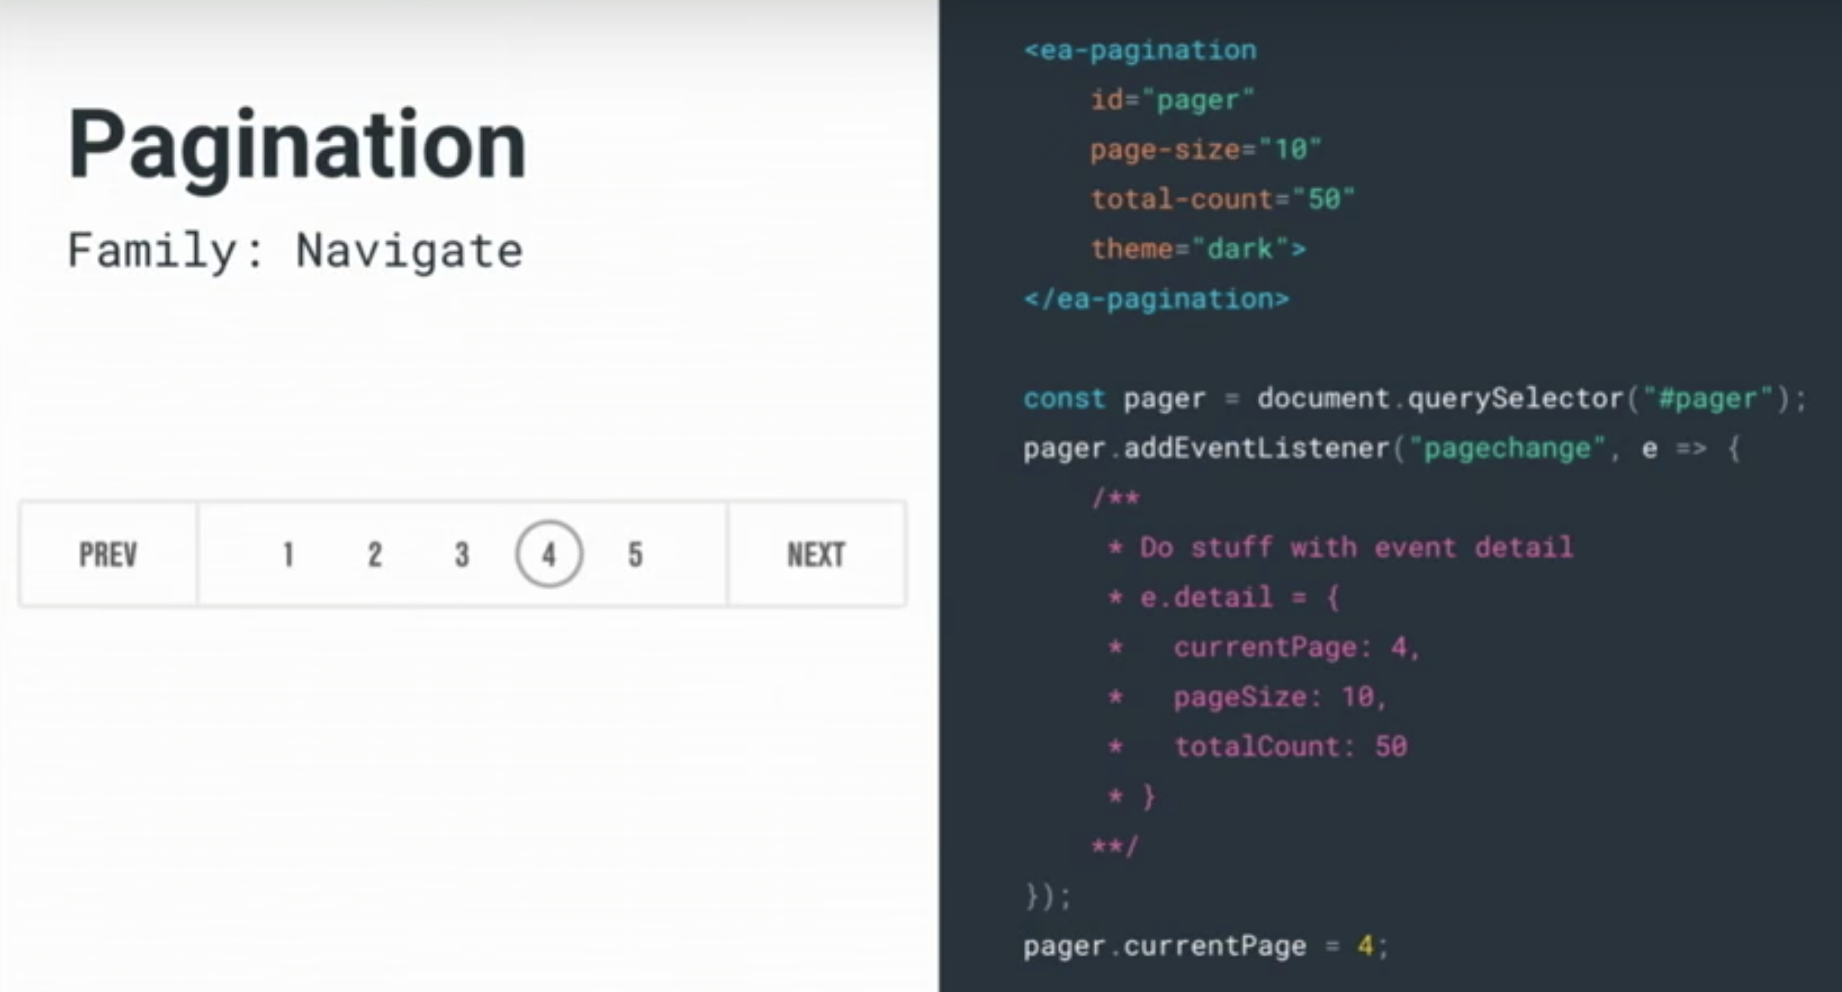 Pagination
Family: Navigate
PREV 1 2 3 4 5 NEXT
<ea-pagination
    id="pager"
    page-size="10"
    total-count="50"
    theme="dark">
</ea-pagination>
const pager = document.querySelector("#pager");
pager.addEventListener("pagechange", e => {
    /**
     * Do stuff with event detail
     * e.detail = {
     *   currentPage: 4,
     *   pageSize: 10,
     *   totalCount: 50
     * }
    **/
});
pager.currentPage = 4;